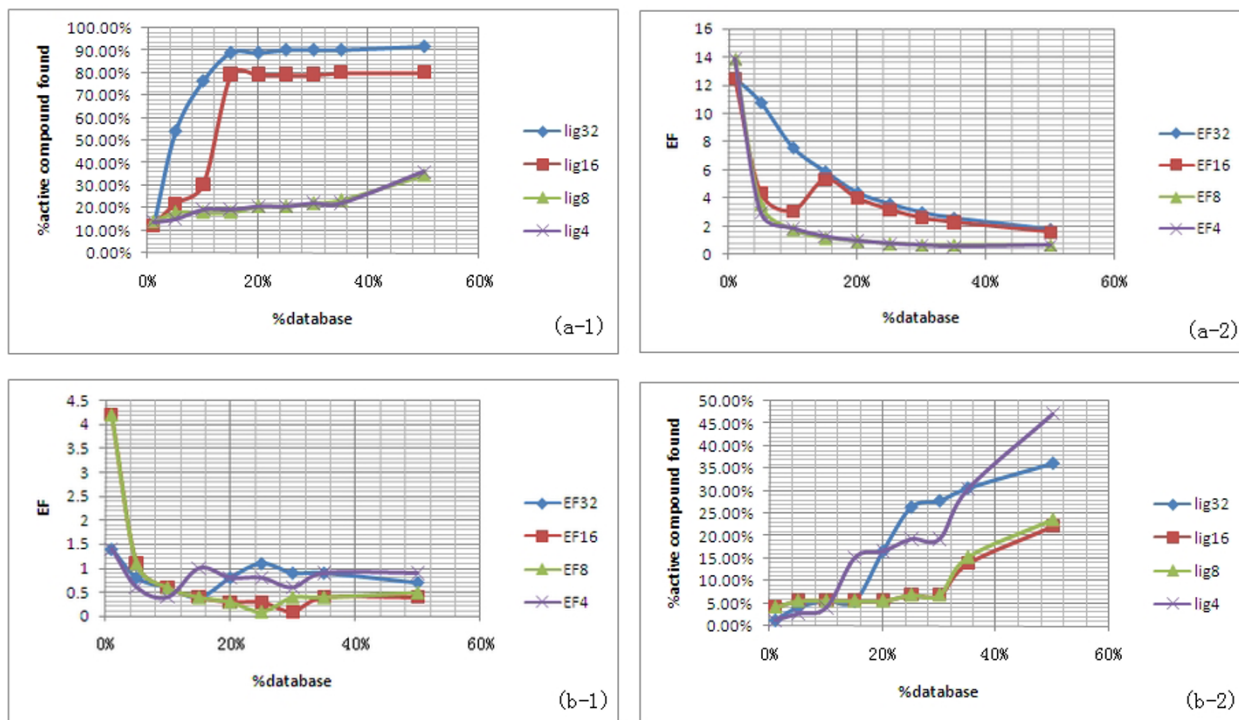 100.00%
90.00%
80.00%
70.00%
60.00%
50.00%
40.00%
30.00%
20.00%
10.00%
0.00%
%active compound found
0%
20%
40%
60%
%database
lig32
lig16
lig8
lig4
(a-1)
16
14
12
10
8
6
4
2
0
EF
0%
20%
40%
60%
%database
EF32
EF16
EF8
EF4
(a-2)
4.5
4
3.5
3
2.5
2
1.5
1
0.5
0
EF
0%
20%
40%
60%
%database
EF32
EF16
EF8
EF4
(b-1)
50.00%
45.00%
40.00%
35.00%
30.00%
25.00%
20.00%
15.00%
10.00%
5.00%
0.00%
%active compound found
0%
20%
40%
60%
%database
lig32
lig16
lig8
lig4
(b-2)